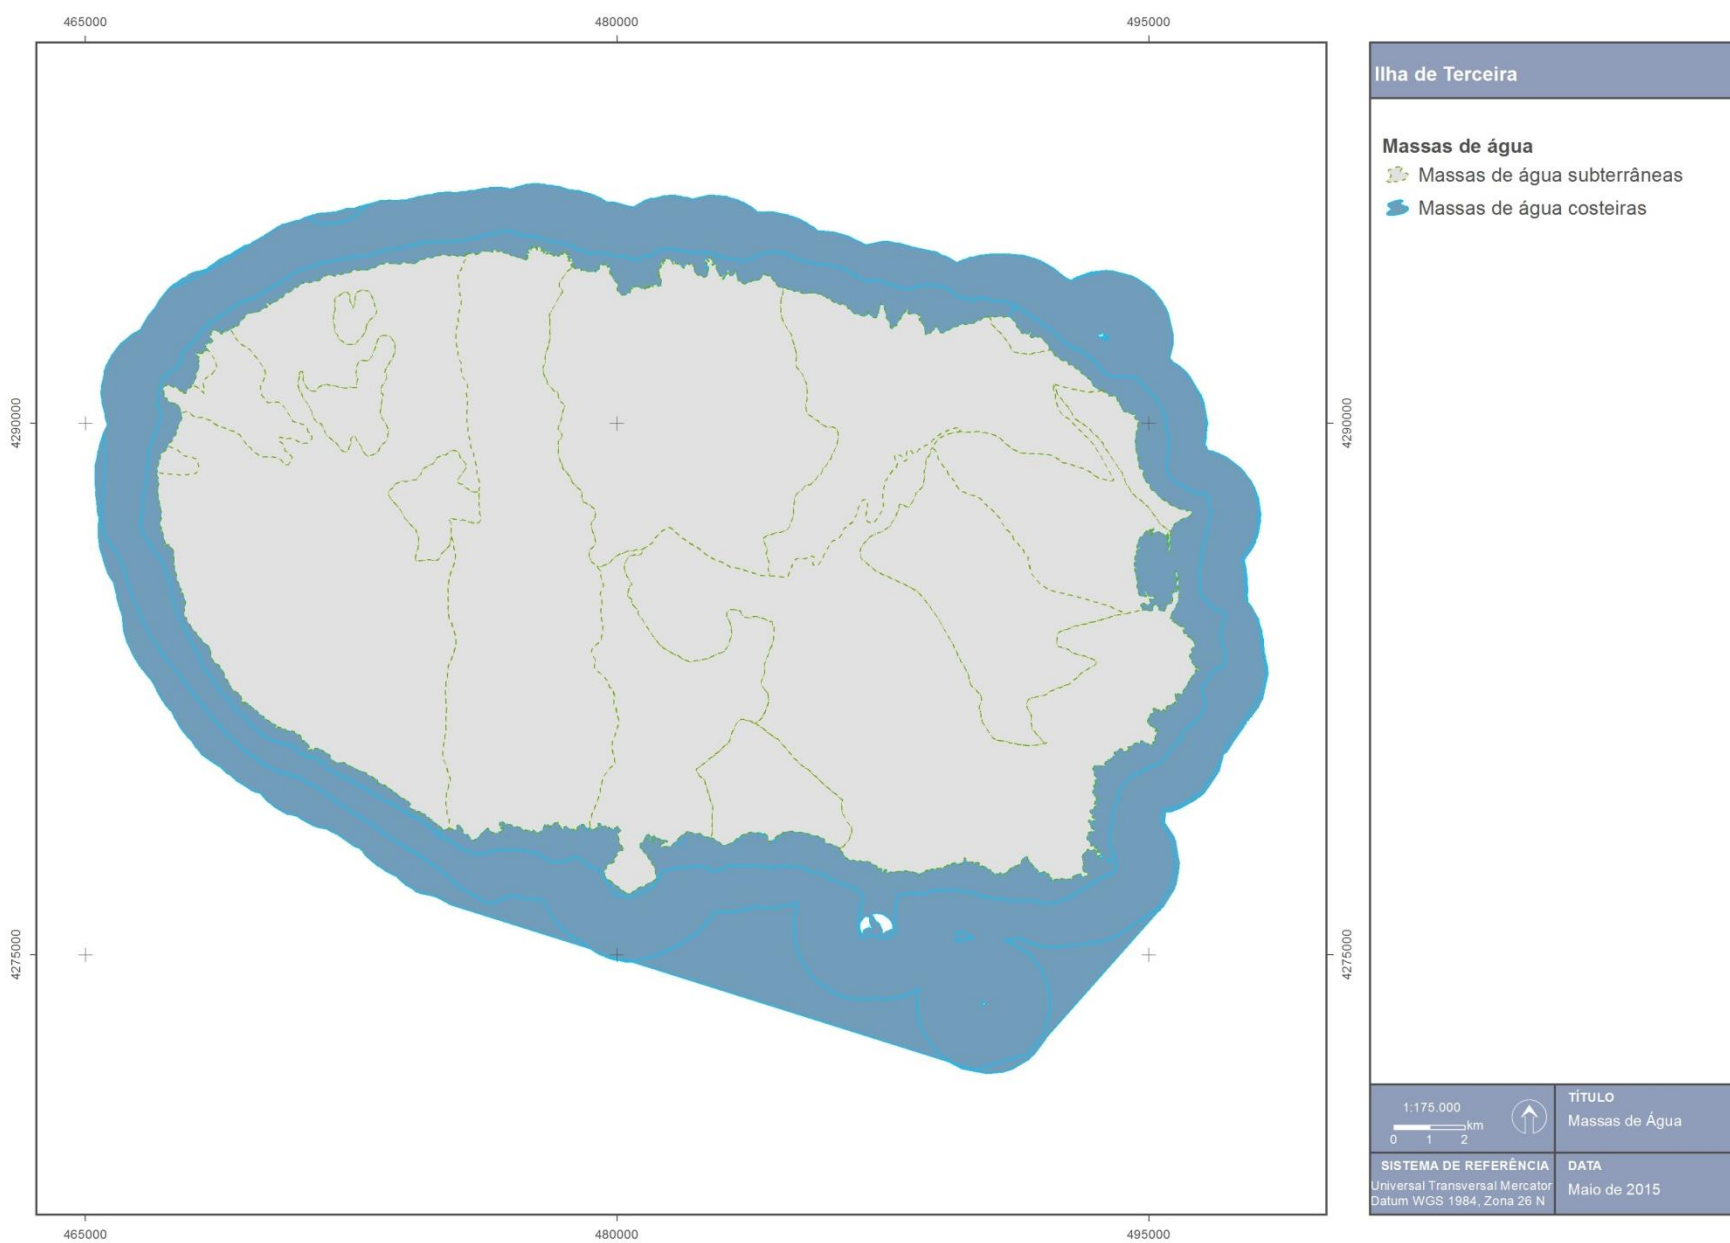 465000
480000
495000
Ilha de Terceira
Massas de água
Massas de água subterrâneas
Massas de água costeiras
4290000
4290000
4275000
4275000
1:175.000
km
0 1 2
TÍTULO
Massas de Água
SISTEMA DE REFERÊNCIA
Universal Transversal Mercator
Datum WGS 1984, Zona 26 N
DATA
Maio de 2015
465000
480000
495000